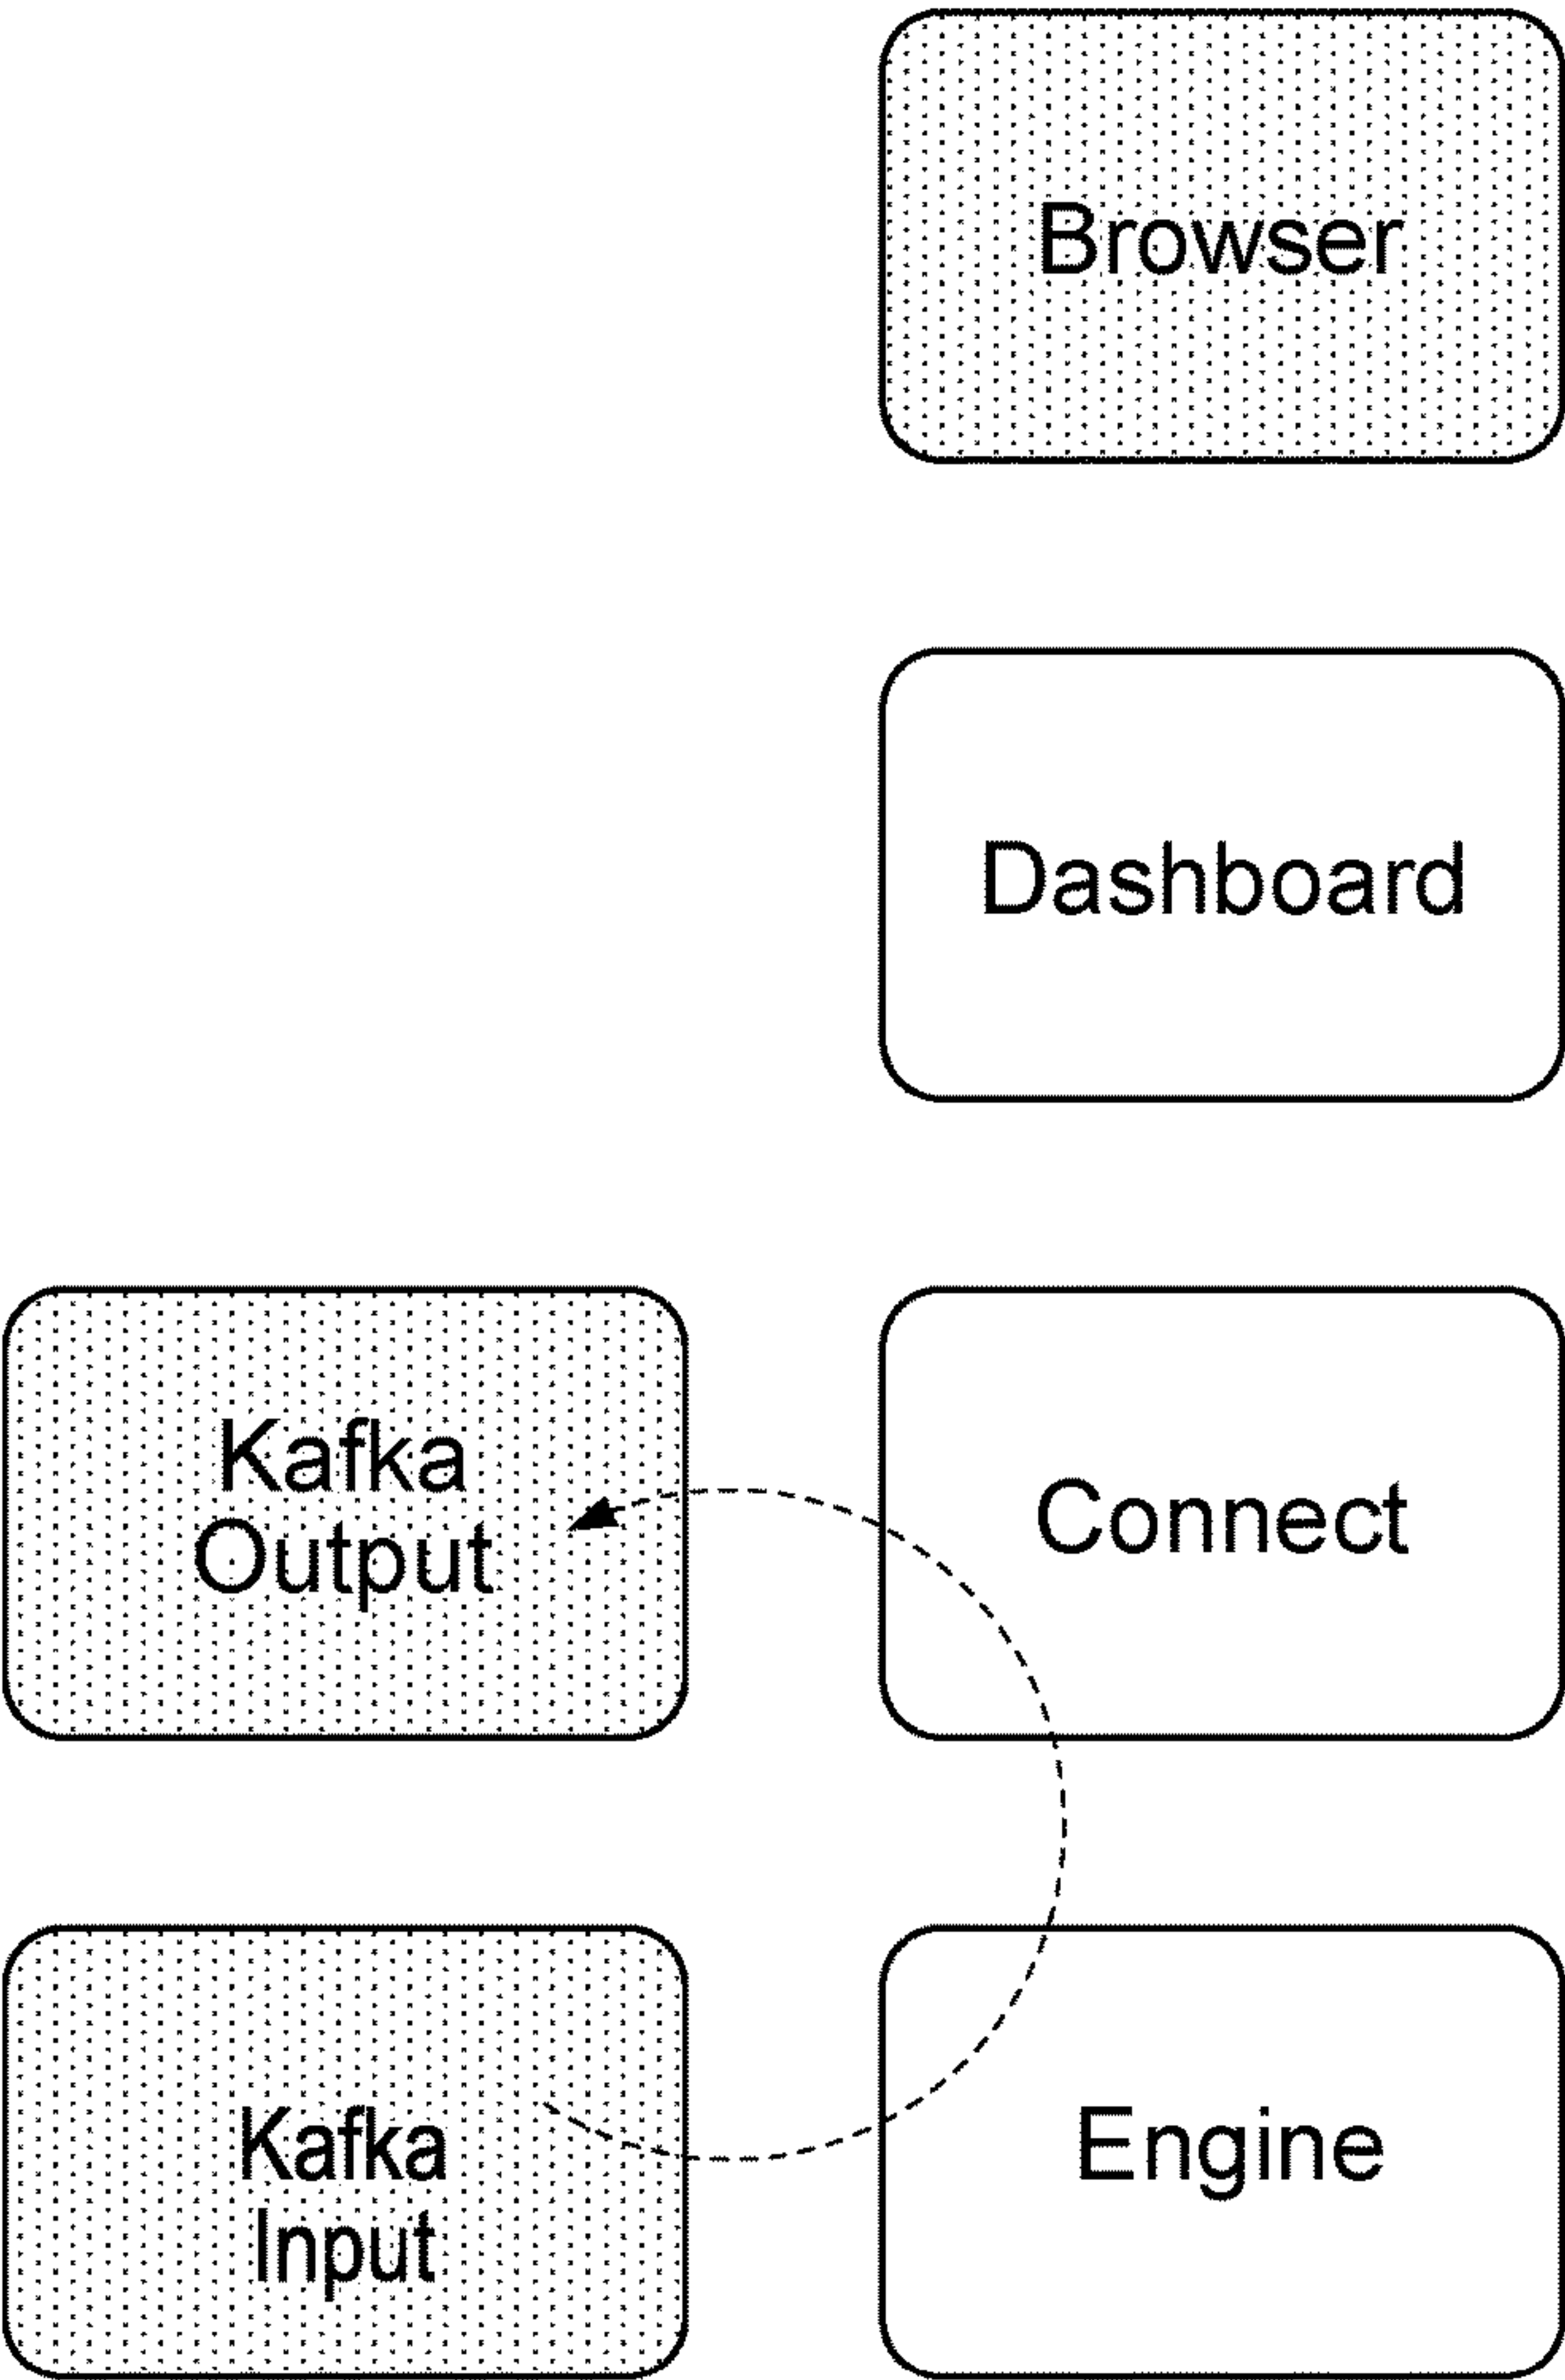 Browser
Dashboard
Kafka
Output
Connect
Kafka
Input
Engine